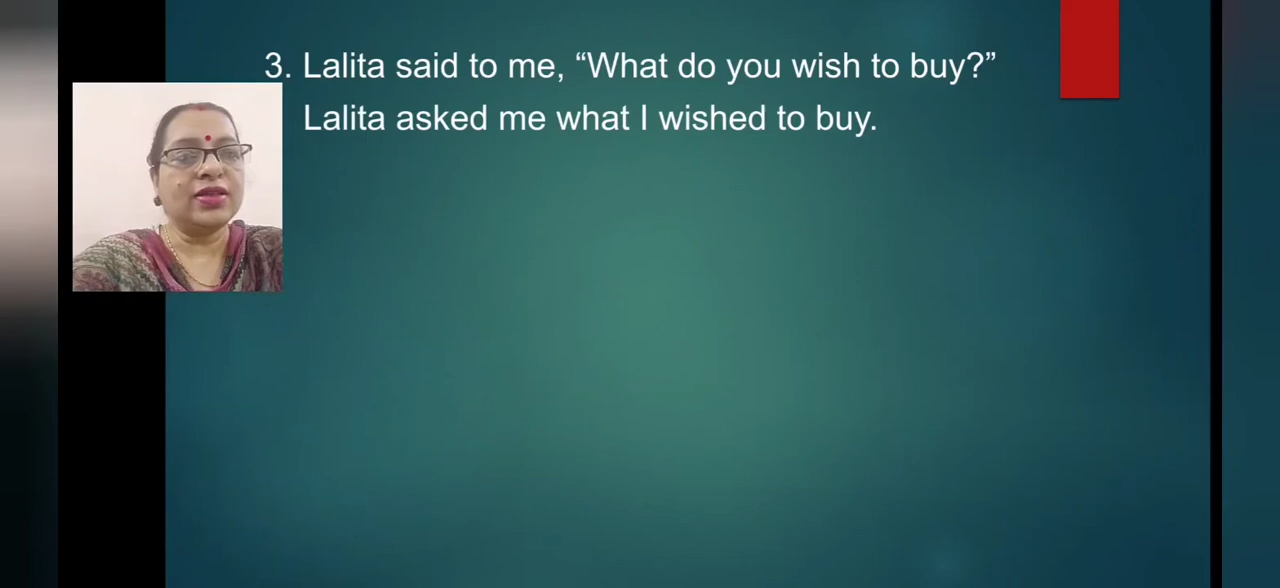 3. Lalita said to me, “What do you wish to buy?”
Lalita asked me what I wished to buy.